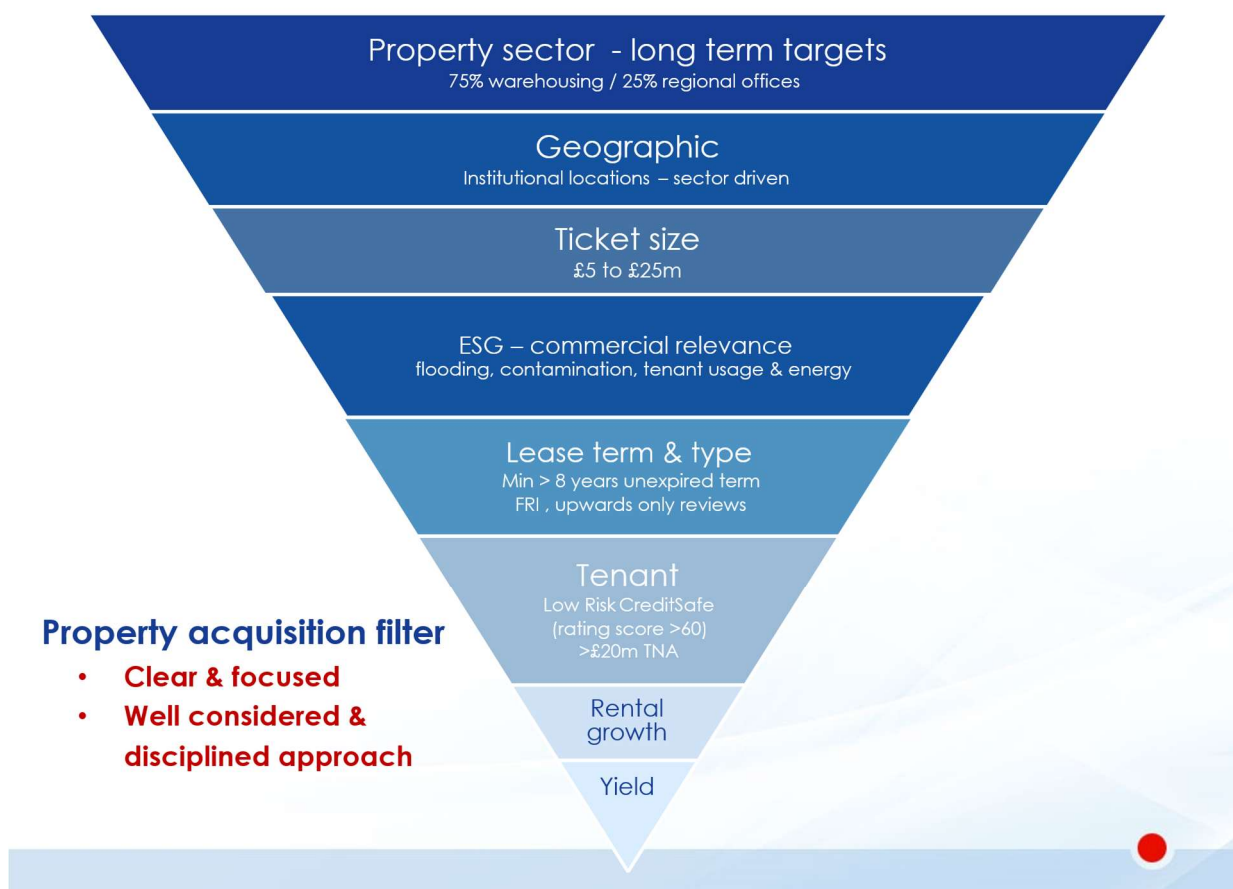 Property sector - long term targets
75% warehousing / 25% regional offices
Geographic
Institutional locations – sector driven
Ticket size
£5 to £25m
ESG – commercial relevance
flooding, contamination, tenant usage & energy
Lease term & type
Min > 8 years unexpired term
FRI , upwards only reviews
Tenant
Low Risk CreditSafe
(rating score >60)
>£20m TNA
Rental
growth
Yield
Property acquisition filter
• Clear & focused
• Well considered &
disciplined approach